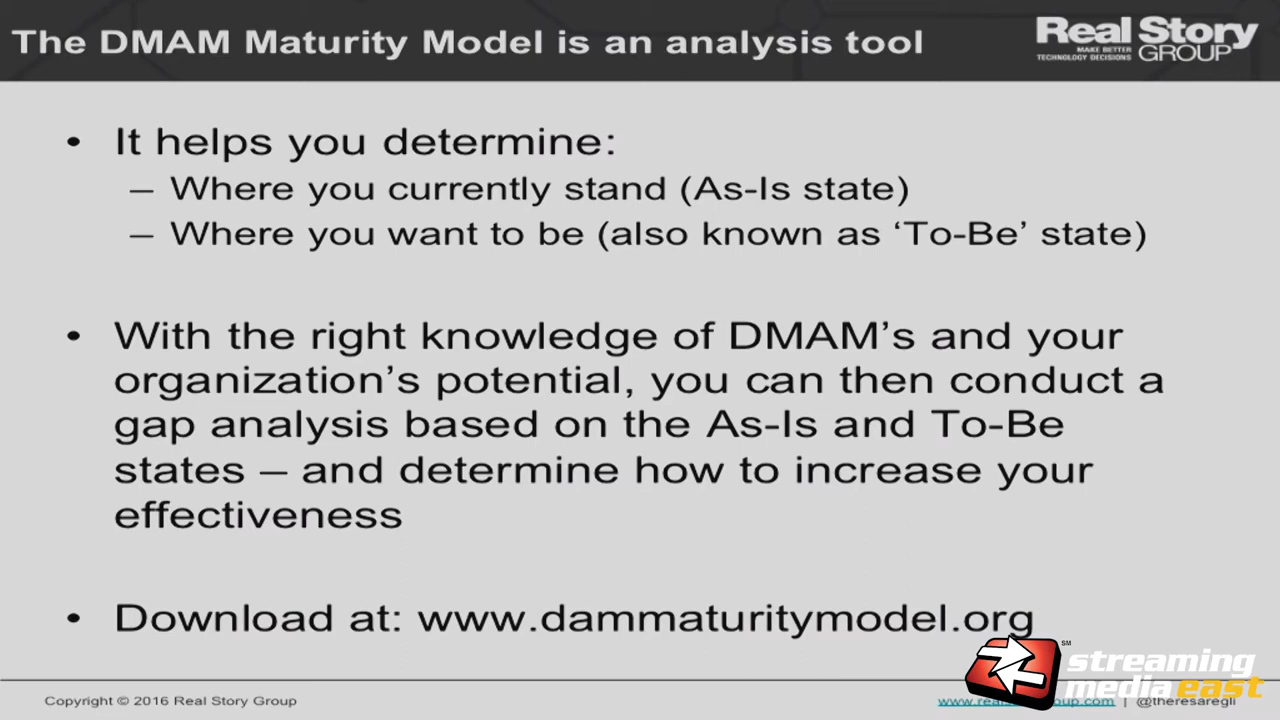 The DMAM Maturity Model is an analysis tool
Real Story
MAKE BETTER
TECHNOLOGY DECISIONS
GROUP
• It helps you determine:
– Where you currently stand (As-Is state)
– Where you want to be (also known as ‘To-Be’ state)
• With the right knowledge of DMAM’s and your
organization’s potential, you can then conduct a
gap analysis based on the As-Is and To-Be
states – and determine how to increase your
effectiveness
• Download at: www.dammaturitymodel.org
SM
streaming
media east
Copyright © 2016 Real Story Group
| @theresaregli